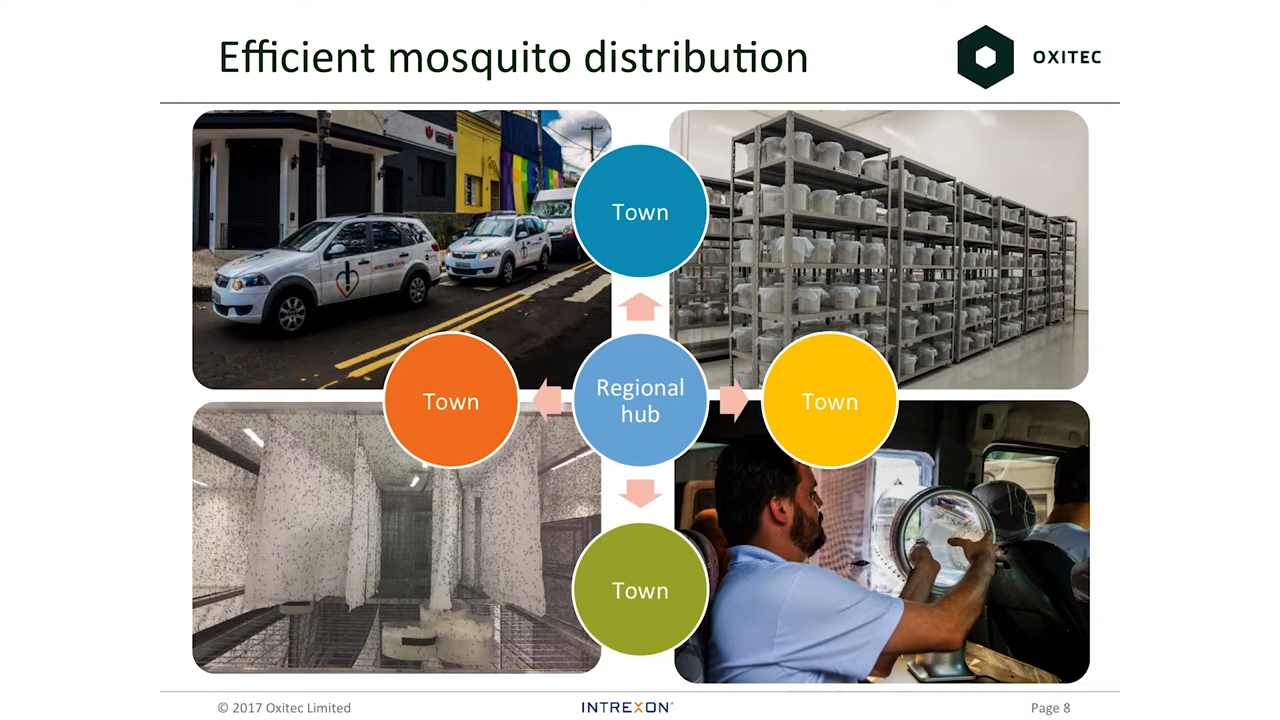 Efficient mosquito distribution
OXITEC
Town
Town
Regional
hub
Town
Town
© 2017 Oxitec Limited
INTREXON
Page 8